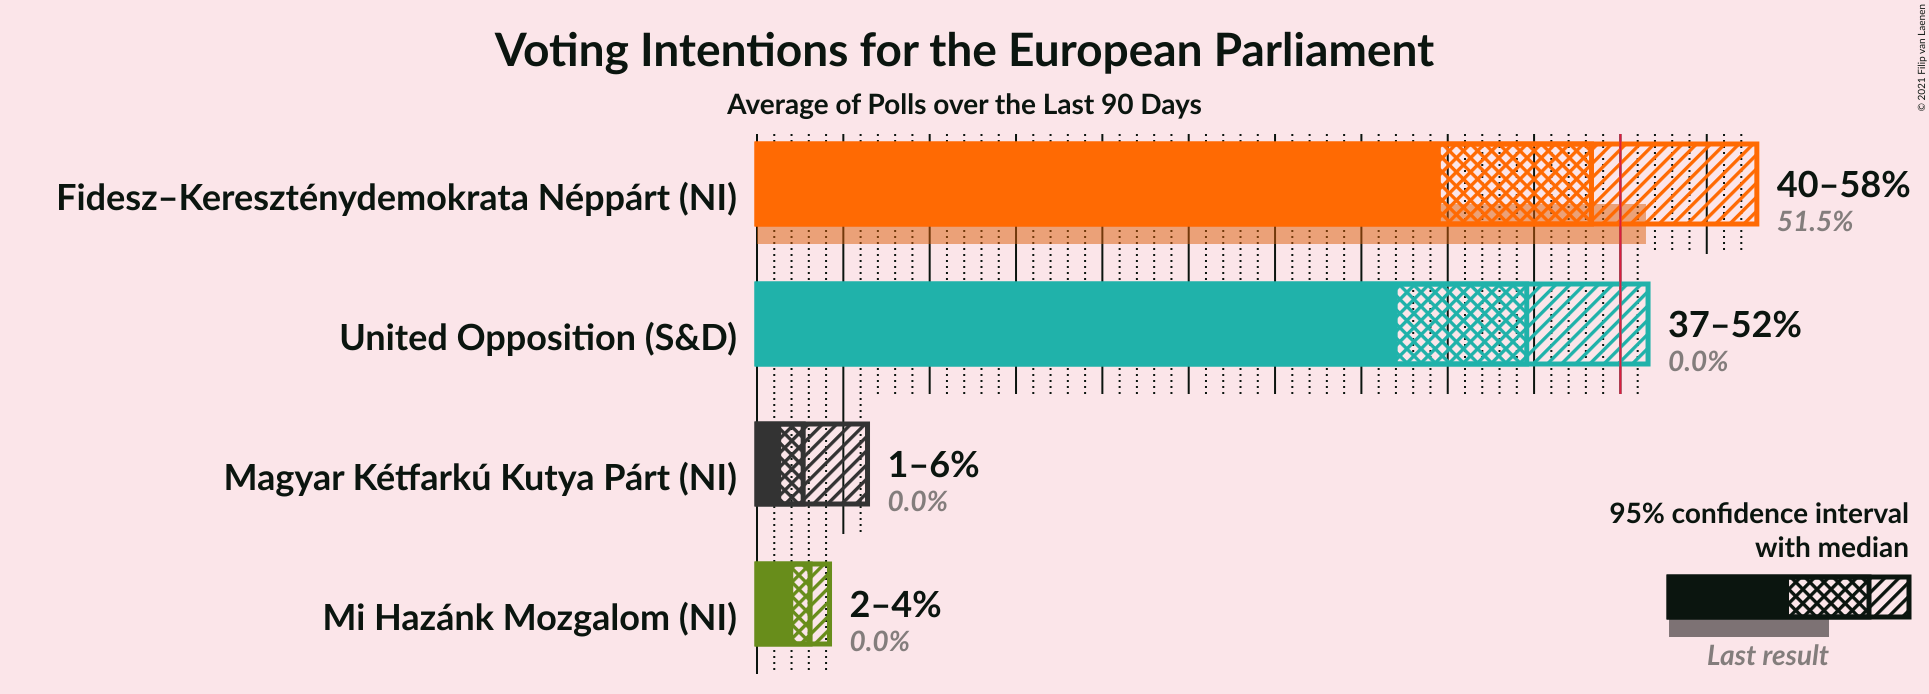 Voting Intentions for the European Parliament
Average of Polls over the Last 90 Days
© 2021 Filip van Laenen
Fidesz–Kereszténydemokrata Néppárt (NI)
40–58%
51.5%
United Opposition (S&D)
37–52%
0.0%
Magyar Kétfarkú Kutya Párt (NI)
1–6%
0.0%
Mi Hazánk Mozgalom (NI)
2–4%
0.0%
95% confidence interval
with median
Last result